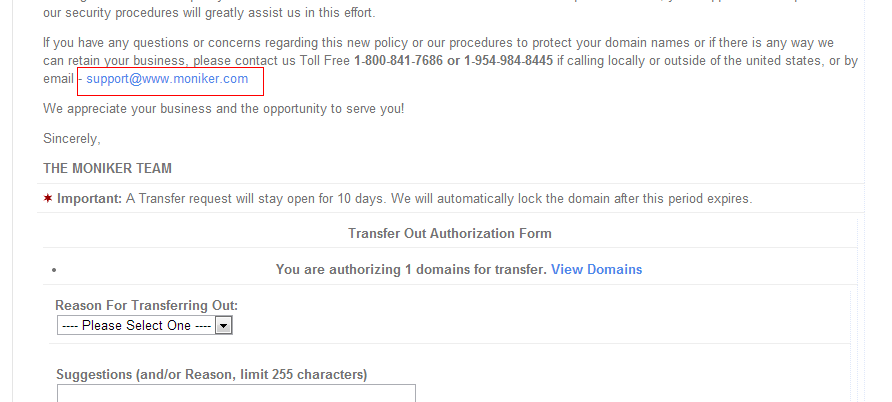 our security procedures will greatly assist us in this effort.
If you have any questions or concerns regarding this new policy or our procedures to protect your domain names or if there is any way we
can retain your business, please contact us Toll Free 1-800-841-7686 or 1-954-984-8445 if calling locally or outside of the united states, or by
email - support@www.moniker.com
We appreciate your business and the opportunity to serve you!
Sincerely,
THE MONIKER TEAM
✶ Important: A Transfer request will stay open for 10 days. We will automatically lock the domain after this period expires.
Transfer Out Authorization Form
• You are authorizing 1 domains for transfer. View Domains
Reason For Transferring Out:
---- Please Select One ----
Suggestions (and/or Reason, limit 255 characters)